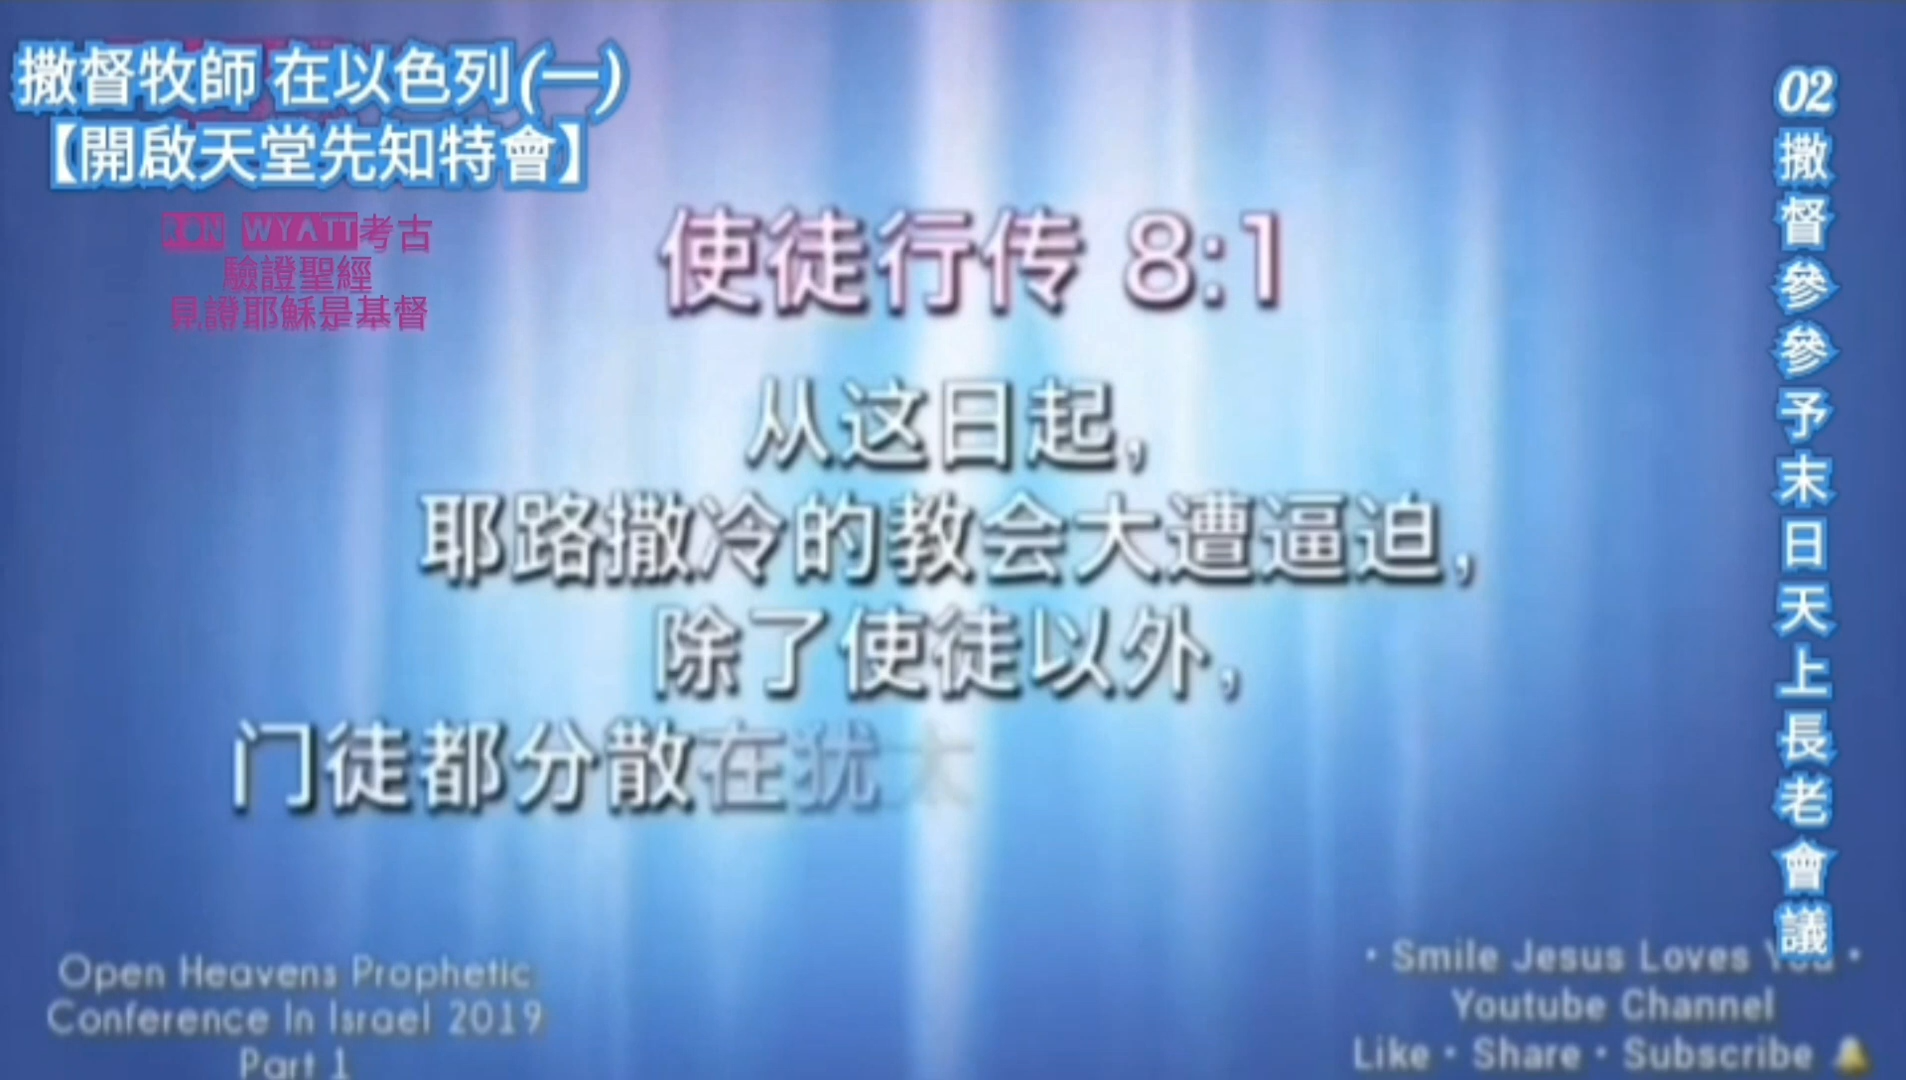 撒督牧師 在以色列(一)
【開啟天堂先知特會】
RON WYATT考古
驗證聖經
見證耶穌是基督
使徒行传 8:1
从这日起,
耶路撒冷的教会大遭逼迫,
除了使徒以外,
门徒都分散在犹太
02撒督參參予末日天上長老會議
Open Heavens Prophetic
Conference In Israel 2019
Part 1
• Smile Jesus Loves You •
Youtube Channel
Like • Share • Subscribe